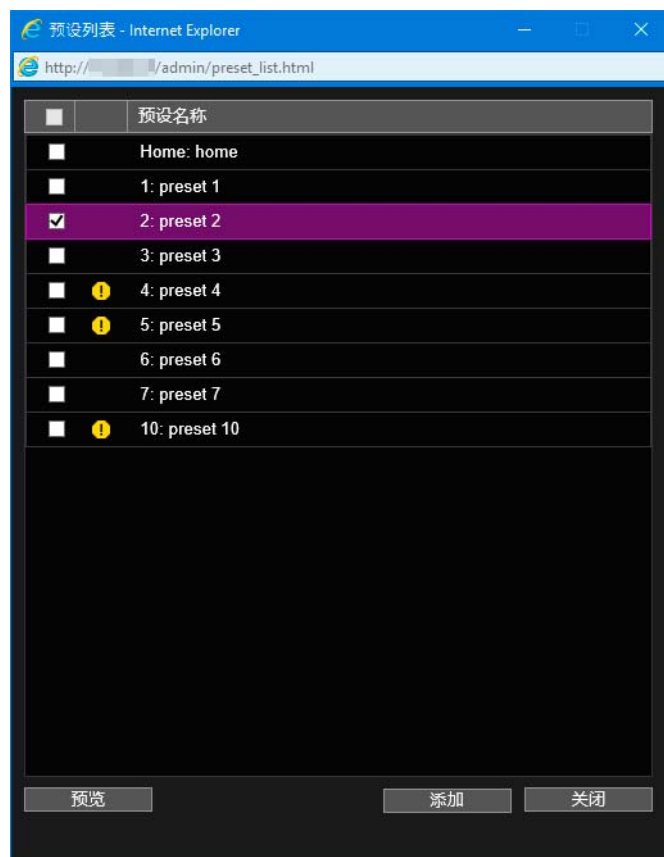 预设列表 - Internet Explorer
http:// /admin/preset_list.html
预设名称
Home: home
1: preset 1
2: preset 2
3: preset 3
4: preset 4
5: preset 5
6: preset 6
7: preset 7
10: preset 10
预览 添加 关闭